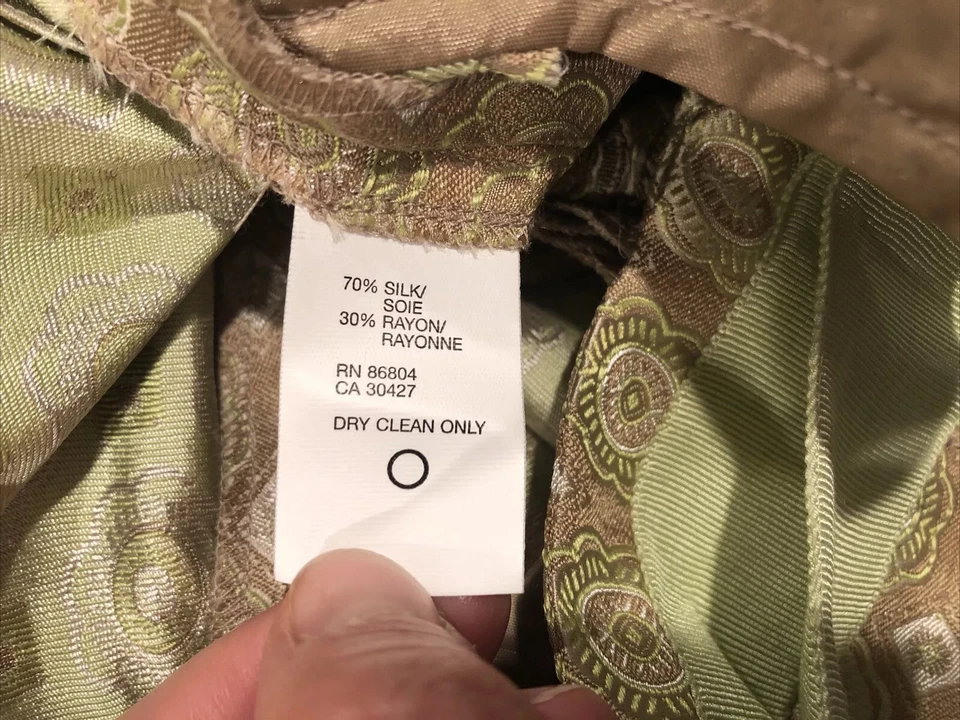 70% SILK/
SOIE
30% RAYON/
RAYONNE
RN 86804
CA 30427
DRY CLEAN ONLY